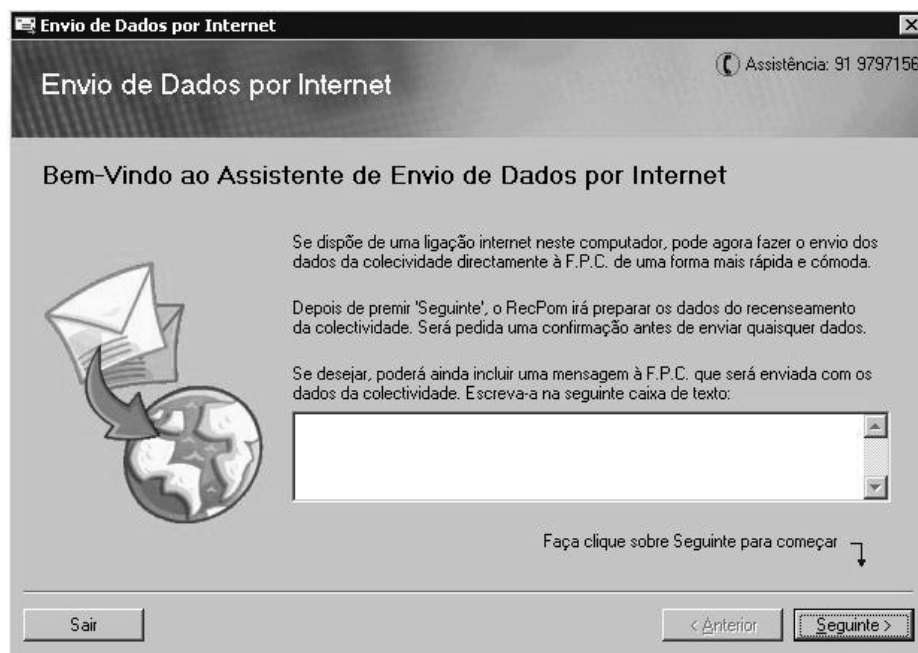 Envio de Dados por Internet
Envio de Dados por Internet
Assistência: 91 9797156
Bem-Vindo ao Assistente de Envio de Dados por Internet
Se dispõe de uma ligação internet neste computador, pode agora fazer o envio dos
dados da colecividade directamente à F.P.C. de uma forma mais rápida e cómoda.
Depois de premir 'Seguinte', o RecPom irá preparar os dados do recenseamento
da colectividade. Será pedida uma confirmação antes de enviar quaisquer dados.
Se desejar, poderá ainda incluir uma mensagem à F.P.C. que será enviada com os
dados da colectividade. Escreva-a na seguinte caixa de texto:
Faça clique sobre Seguinte para começar
Sair
< Anterior
Seguinte >